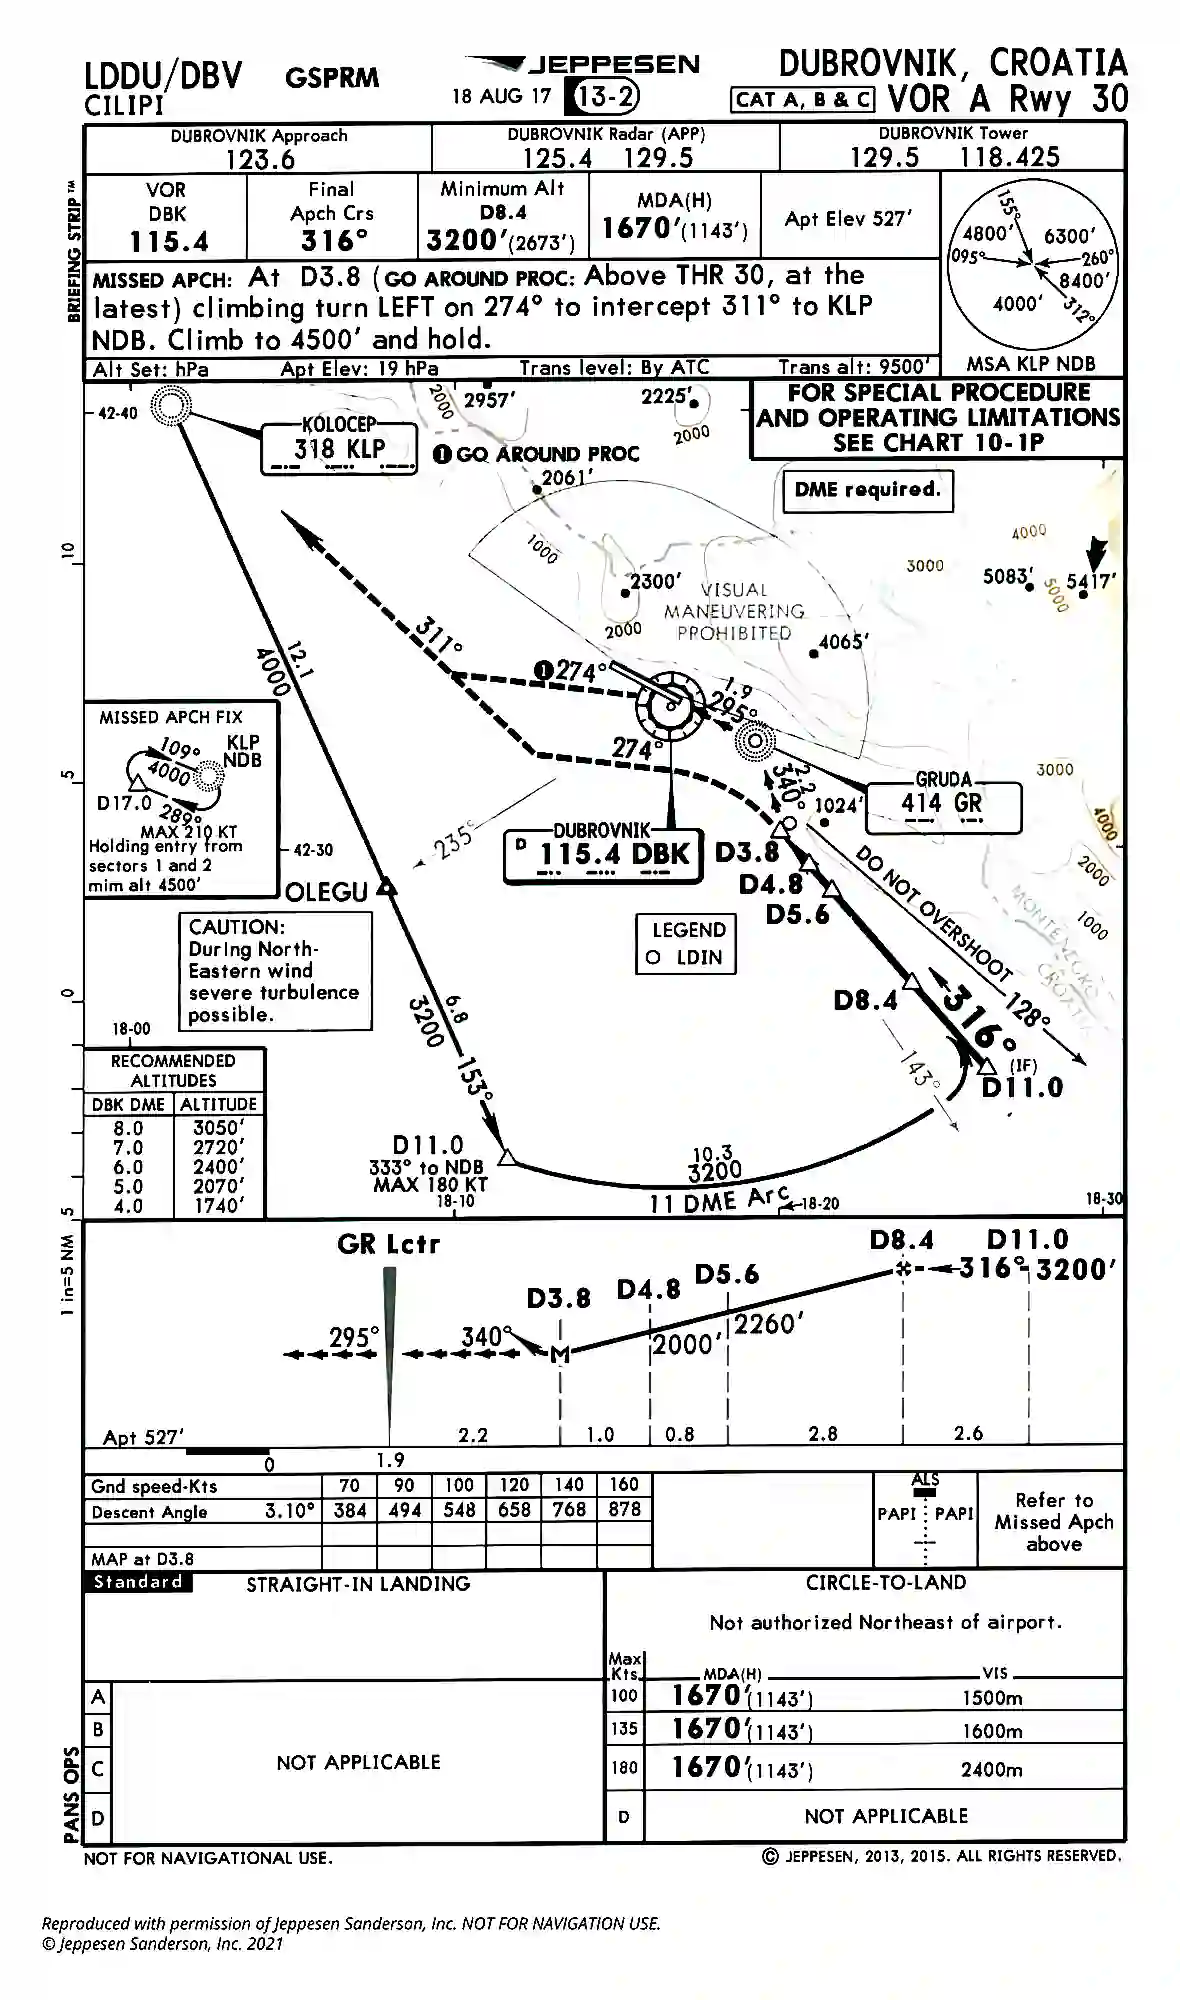 LDDU/DBV GSPRM JEPPESEN DUBROVNIK, CROATIA
CILIPI 18 AUG 17 13-2 CAT A, B & C VOR A Rwy 30
DUBROVNIK Approach DUBROVNIK Radar (APP) DUBROVNIK Tower
123.6 125.4 129.5 129.5 118.425
BRIEFING STRIP™
VOR
DBK
115.4
Final
Apch Crs
316°
Minimum Alt
D8.4
3200'(2673')
MDA(H)
1670'(1143')
Apt Elev 527'
155°
4800' 6300'
095° 260°
8400'
4000' 312°
MSA KLP NDB
MISSED APCH: At D3.8 (GO AROUND PROC: Above THR 30, at the
latest) climbing turn LEFT on 274° to intercept 311° to KLP
NDB. Climb to 4500' and hold.
Alt Set: hPa Apt Elev: 19 hPa Trans level: By ATC Trans alt: 9500'
FOR SPECIAL PROCEDURE
AND OPERATING LIMITATIONS
SEE CHART 10-1P
DME required.
42-40
KOLOCEP
318 KLP
2000
2957'
2225'
2000
1 GO AROUND PROC
2061'
1000
2300'
2000
VISUAL
MANEUVERING
PROHIBITED
4065'
3000
4000
5083'
5000
5417'
10
311°
12.1
4000
1 274°
1.9
295°
274°
MISSED APCH FIX
109°
KLP
NDB
4000
D17.0
289°
MAX 210 KT
Holding entry from
sectors 1 and 2
mim alt 4500'
5
235°
2.2
340°
1024'
GRUDA
414 GR
3000
4000
2000
1000
DUBROVNIK
D 115.4 DBK
D3.8
D4.8
D5.6
42-30
OLEGU
DO NOT OVERSHOOT
128°
MONTENEGRO
CROATIA
CAUTION:
During North-
Eastern wind
severe turbulence
possible.
LEGEND
O LDIN
D8.4
316°
(IF)
D11.0
143°
0
18-00
6.8
3200
153°
RECOMMENDED
ALTITUDES
DBK DME ALTITUDE
8.0 3050'
7.0 2720'
6.0 2400'
5.0 2070'
4.0 1740'
D11.0
333° to NDB
MAX 180 KT
18-10
10.3
3200
11 DME Arc
18-20
18-30
5
1 in=5 NM
GR Lctr
D3.8 D4.8 D5.6 D8.4 D11.0
295° 340° 316° 3200'
M
2000' 2260'
Apt 527' 2.2 1.0 0.8 2.8 2.6
0 1.9
Gnd speed-Kts 70 90 100 120 140 160
Descent Angle 3.10° 384 494 548 658 768 878
MAP at D3.8
ALS
PAPI PAPI
Refer to
Missed Apch
above
Standard STRAIGHT-IN LANDING CIRCLE-TO-LAND
Not authorized Northeast of airport.
Max
Kts. MDA(H) VIS
A 100 1670'(1143') 1500m
B 135 1670'(1143') 1600m
NOT APPLICABLE
C 180 1670'(1143') 2400m
D D NOT APPLICABLE
PANS OPS
NOT FOR NAVIGATIONAL USE. © JEPPESEN, 2013, 2015. ALL RIGHTS RESERVED.
Reproduced with permission of Jeppesen Sanderson, Inc. NOT FOR NAVIGATION USE.
© Jeppesen Sanderson, Inc. 2021